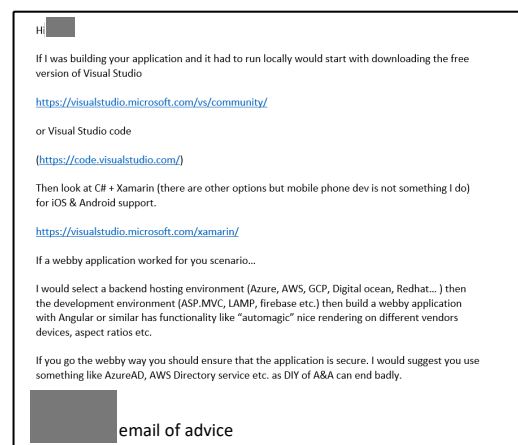 Hi
If I was building your application and it had to run locally would start with downloading the free
version of Visual Studio
https://visualstudio.microsoft.com/vs/community/
or Visual Studio code
(https://code.visualstudio.com/)
Then look at C# + Xamarin (there are other options but mobile phone dev is not something I do)
for iOS & Android support.
https://visualstudio.microsoft.com/xamarin/
If a webby application worked for you scenario...
I would select a backend hosting environment (Azure, AWS, GCP, Digital ocean, Redhat... ) then
the development environment (ASP.MVC, LAMP, firebase etc.) then build a webby application
with Angular or similar has functionality like “automagic” nice rendering on different vendors
devices, aspect ratios etc.
If you go the webby way you should ensure that the application is secure. I would suggest you use
something like AzureAD, AWS Directory service etc. as DIY of A&A can end badly.
email of advice